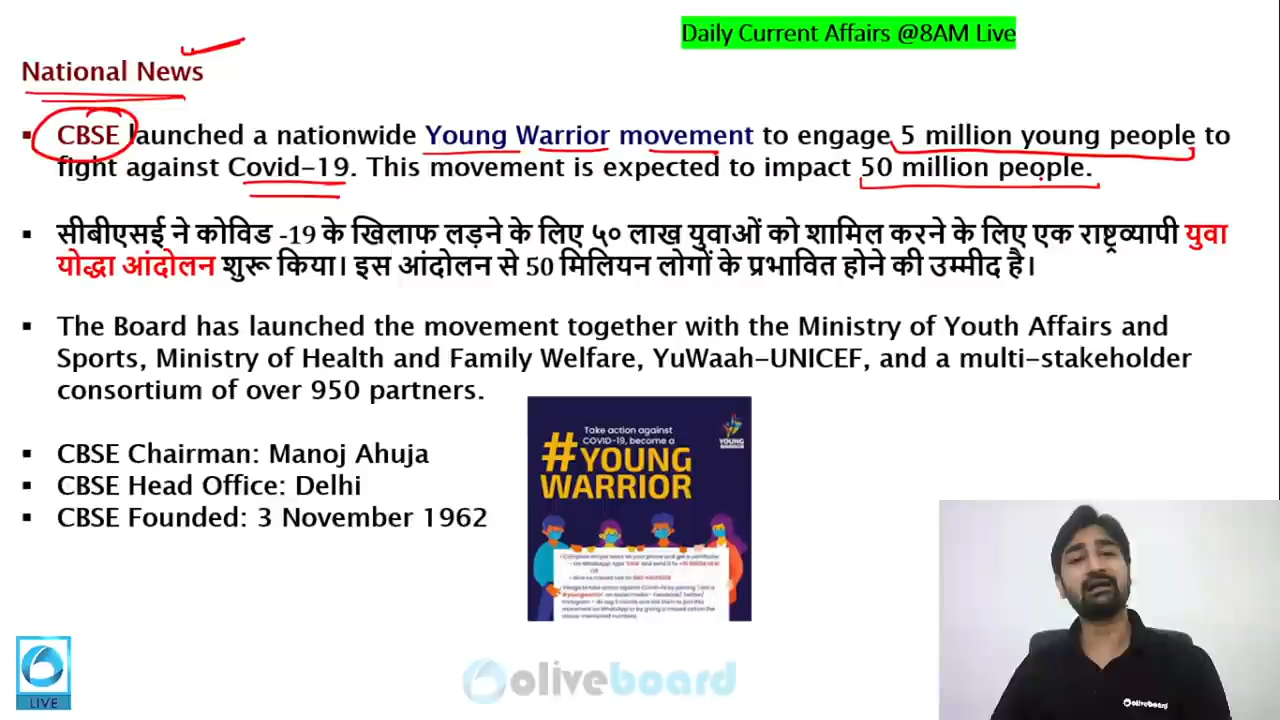 Daily Current Affairs @8AM Live
National News
▪ CBSE launched a nationwide Young Warrior movement to engage 5 million young people to
fight against Covid-19. This movement is expected to impact 50 million people.
▪ सीबीएसई ने कोविड -19 के खिलाफ लड़ने के लिए ५० लाख युवाओं को शामिल करने के लिए एक राष्ट्रव्यापी युवा
योद्धा आंदोलन शुरू किया। इस आंदोलन से 50 मिलियन लोगों के प्रभावित होने की उम्मीद है।
▪ The Board has launched the movement together with the Ministry of Youth Affairs and
Sports, Ministry of Health and Family Welfare, YuWaah-UNICEF, and a multi-stakeholder
consortium of over 950 partners.
▪ CBSE Chairman: Manoj Ahuja
▪ CBSE Head Office: Delhi
▪ CBSE Founded: 3 November 1962
Take action against
COVID-19, become a
#YOUNG
WARRIOR
YOUNG
WARRIOR
LIVE
oliveboard
oliveboard